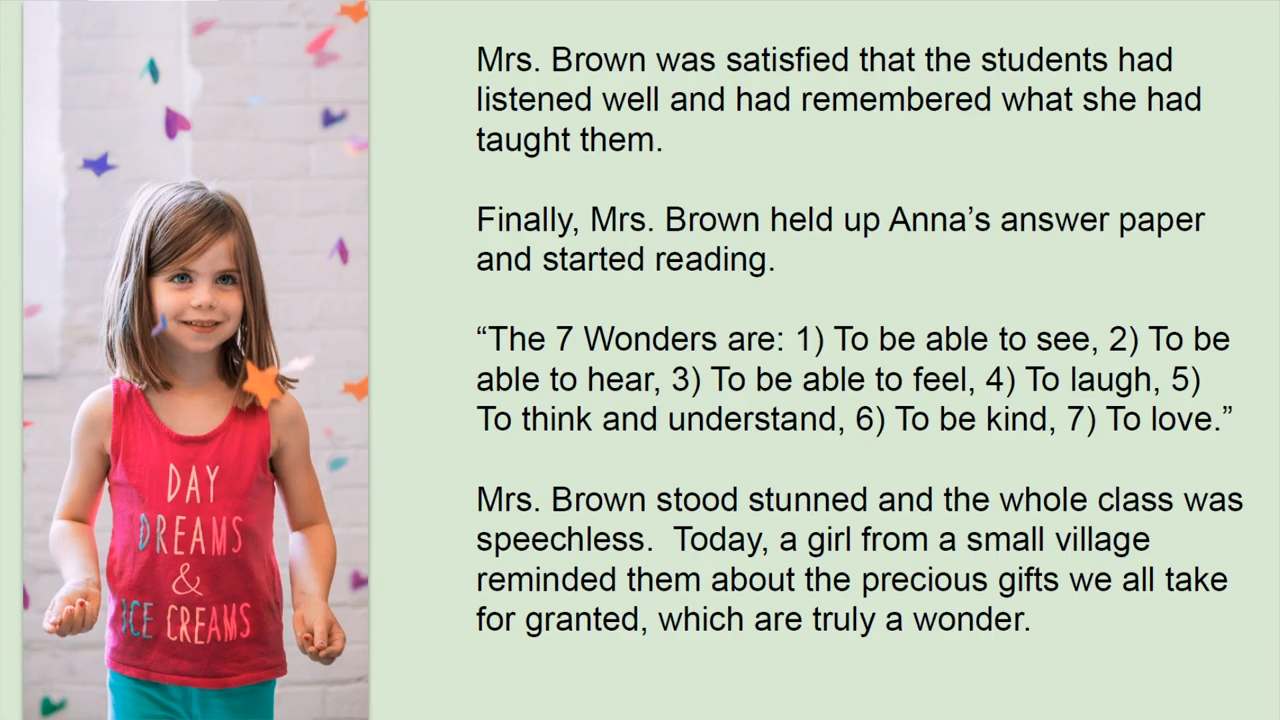 Mrs. Brown was satisfied that the students had
listened well and had remembered what she had
taught them.
Finally, Mrs. Brown held up Anna’s answer paper
and started reading.
“The 7 Wonders are: 1) To be able to see, 2) To be
able to hear, 3) To be able to feel, 4) To laugh, 5)
To think and understand, 6) To be kind, 7) To love.”
Mrs. Brown stood stunned and the whole class was
speechless.  Today, a girl from a small village
reminded them about the precious gifts we all take
for granted, which are truly a wonder.
DAY
DREAMS
&
ICE CREAMS